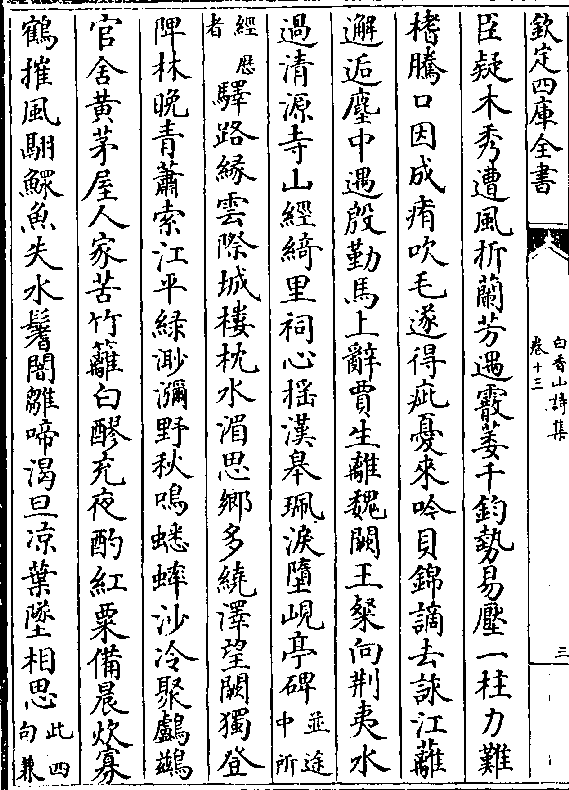 欽定四庫全書
白香山詩集
卷十三
三
臣疑木秀遭風折蘭芳遇霰萋千鈞勢易壓一柱力難
榰騰口因成痏吹毛遂得疵憂來吟貝錦謫去詠江蘺
邂逅塵中遇殷勤馬上辭賈生離魏闕王粲向荆夷水
過清源寺山經綺里祠心揺漢臯珮淚墮峴亭碑並途中所
經歴者驛路緣雲際城樓枕水湄思鄉多繞澤望闕獨登
陴林晚青蕭索江平綠渺瀰野秋鳴蟋蟀沙冷聚鸕鷀
官舍黃茅屋人家苦竹籬白醪充夜酌紅粟備晨炊寡
鶴摧風翮鰥魚失水鬐闇雛啼渴旦凉葉墜相思此四句兼